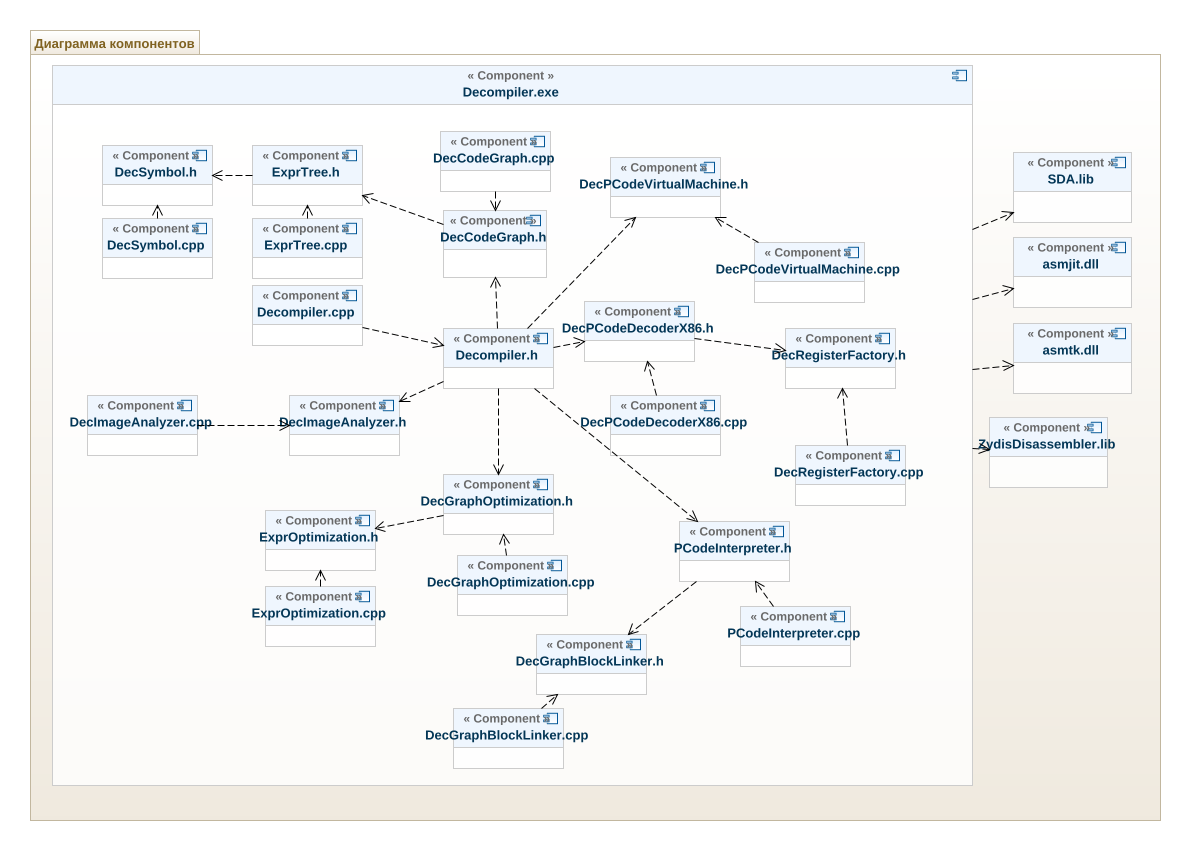 Диаграмма компонентов
« Component »
Decompiler.exe
« Component
DecSymbol.h
« Component
ExprTree.h
« Component
DecCodeGraph.cpp
« Component
DecPCodeVirtualMachine.h
« Component »
SDA.lib
« Component
DecSymbol.cpp
« Component
ExprTree.cpp
« Component »
DecCodeGraph.h
« Component
DecPCodeVirtualMachine.cpp
« Component »
asmjit.dll
« Component
Decompiler.cpp
« Component
Decompiler.h
« Component
DecPCodeDecoderX86.h
« Component
DecRegisterFactory.h
« Component »
asmtk.dll
« Component
DecImageAnalyzer.cpp
« Component
DecImageAnalyzer.h
« Component
DecPCodeDecoderX86.cpp
« Component
DecRegisterFactory.cpp
« Component »
ZydisDisassembler.lib
« Component
DecGraphOptimization.h
« Component
ExprOptimization.h
« Component
PCodeInterpreter.h
« Component
DecGraphOptimization.cpp
« Component
ExprOptimization.cpp
« Component
PCodeInterpreter.cpp
« Component
DecGraphBlockLinker.h
« Component
DecGraphBlockLinker.cpp